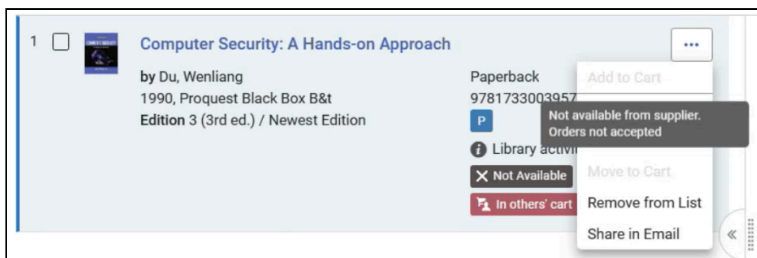 1
Computer Security: A Hands-on Approach
...
by Du, Wenliang
1990, Proquest Black Box B&t
Edition 3 (3rd ed.) / Newest Edition
Paperback
9781733003957
P
Library activi
Not Available
In others' cart
Add to Cart
Not available from supplier.
Orders not accepted
Move to Cart
Remove from List
Share in Email